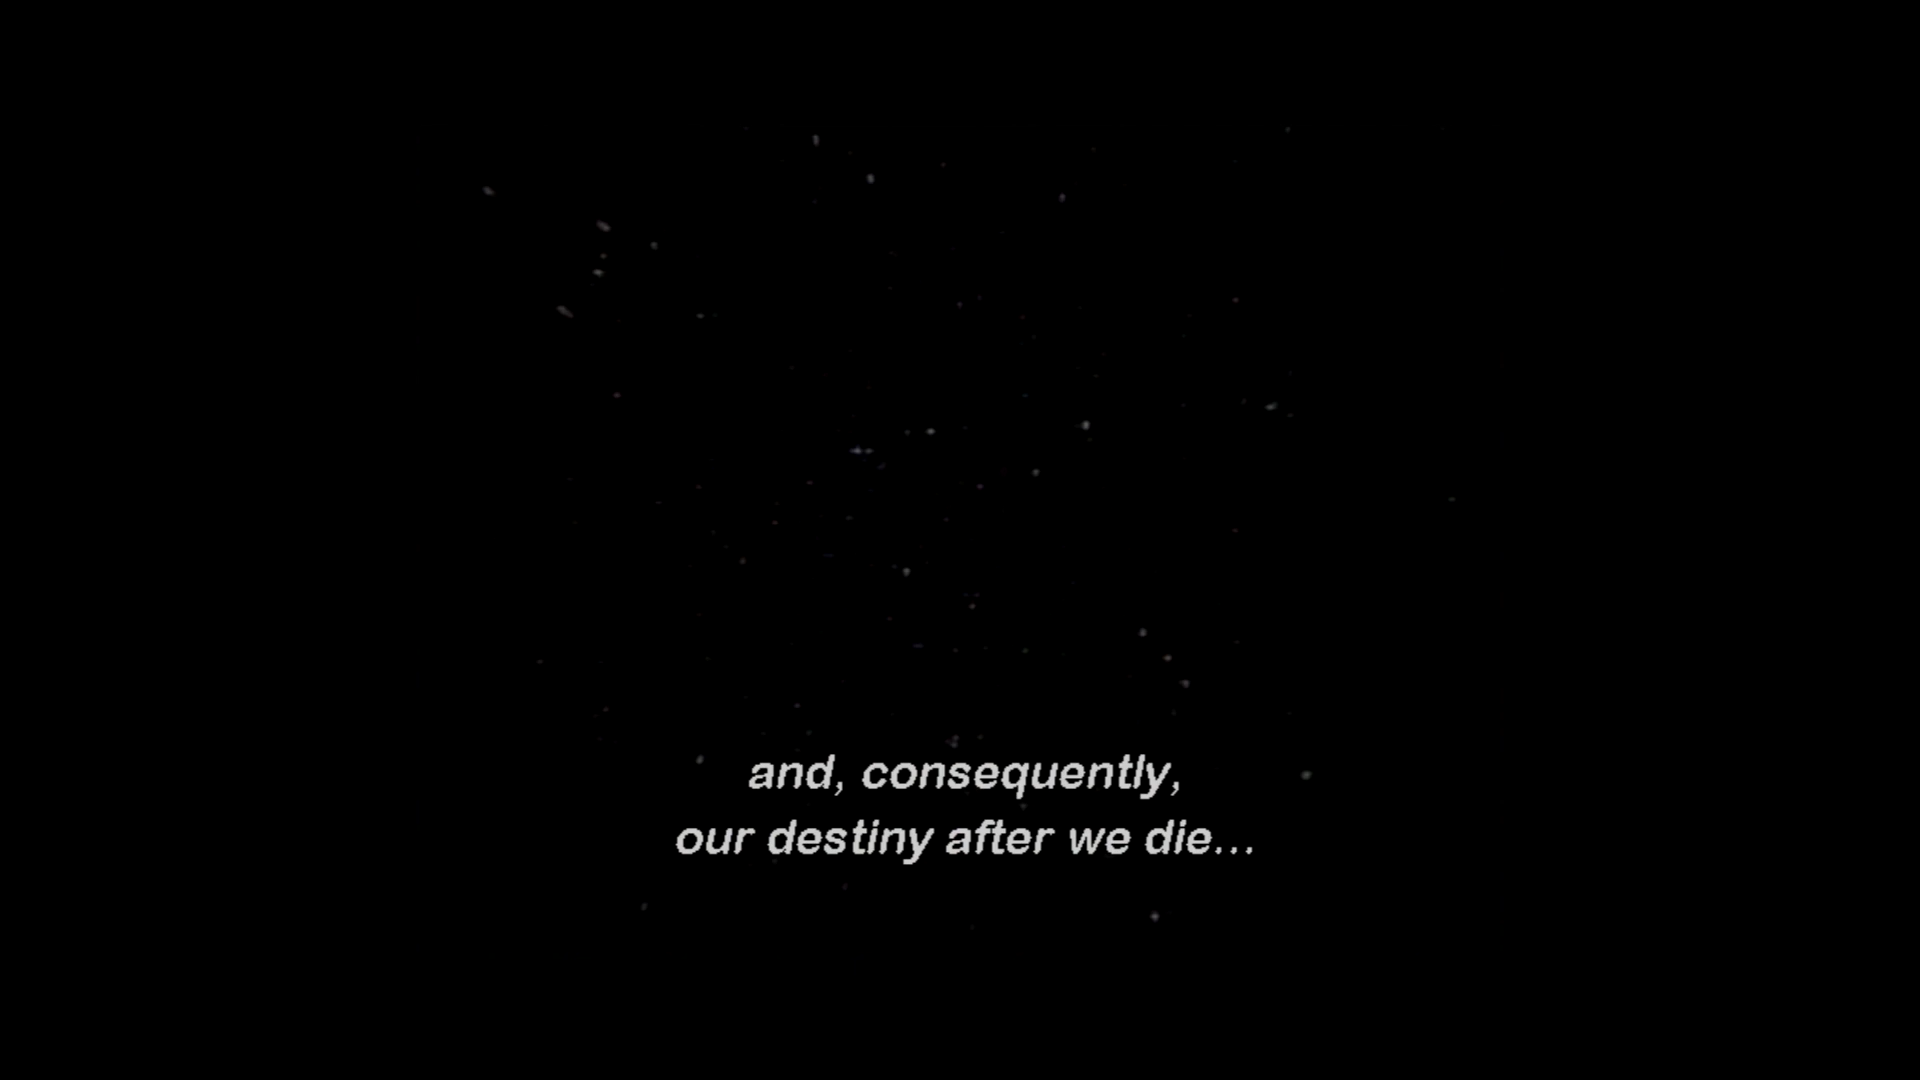 and, consequently,
our destiny after we die...